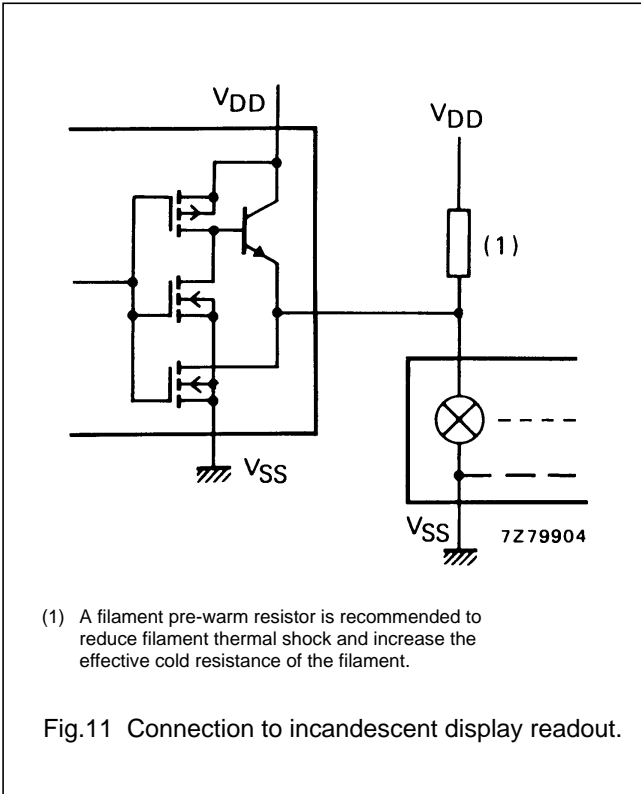 VDD
VDD
(1)
VSS
VSS
7Z79904
(1) A filament pre-warm resistor is recommended to
reduce filament thermal shock and increase the
effective cold resistance of the filament.
Fig.11 Connection to incandescent display readout.